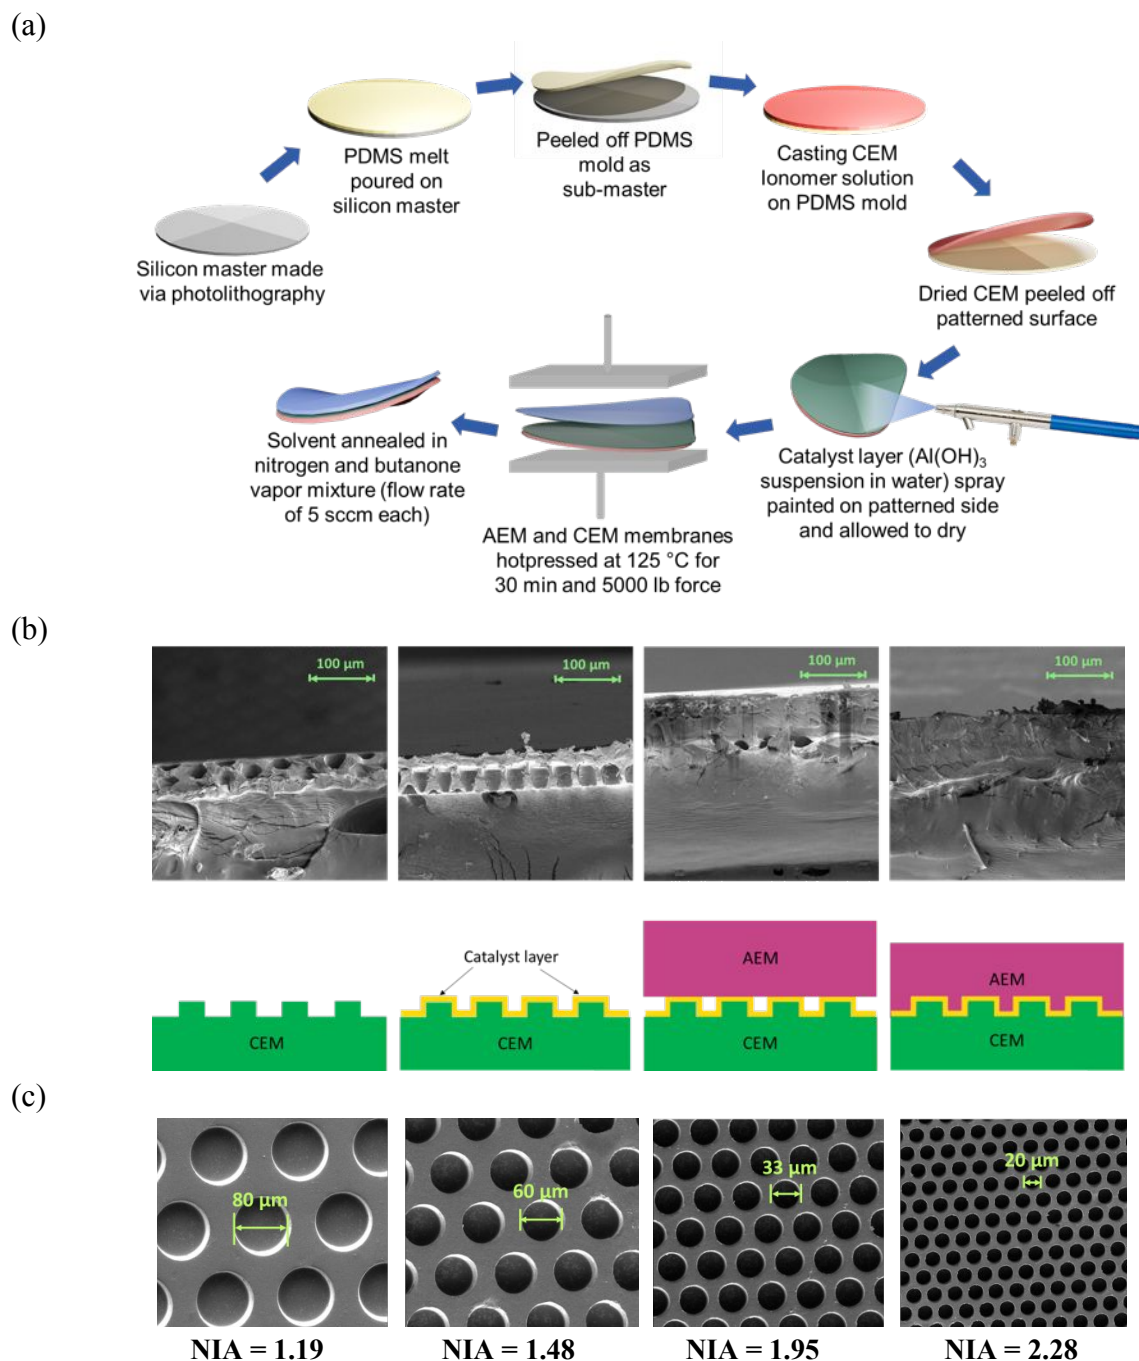 (a)
PDMS melt
poured on
silicon master
Peeled off PDMS
mold as
sub-master
Casting CEM
Ionomer solution
on PDMS mold
Silicon master made
via photolithography
Dried CEM peeled off
patterned surface
Solvent annealed in
nitrogen and butanone
vapor mixture (flow rate
of 5 sccm each)
AEM and CEM membranes
hotpressed at 125 °C for
30 min and 5000 lb force
Catalyst layer (Al(OH)₃
suspension in water) spray
painted on patterned side
and allowed to dry
(b)
100 µm
100 µm
100 µm
100 µm
CEM
Catalyst layer
CEM
AEM
CEM
AEM
CEM
(c)
80 µm
60 µm
33 µm
20 µm
NIA = 1.19
NIA = 1.48
NIA = 1.95
NIA = 2.28